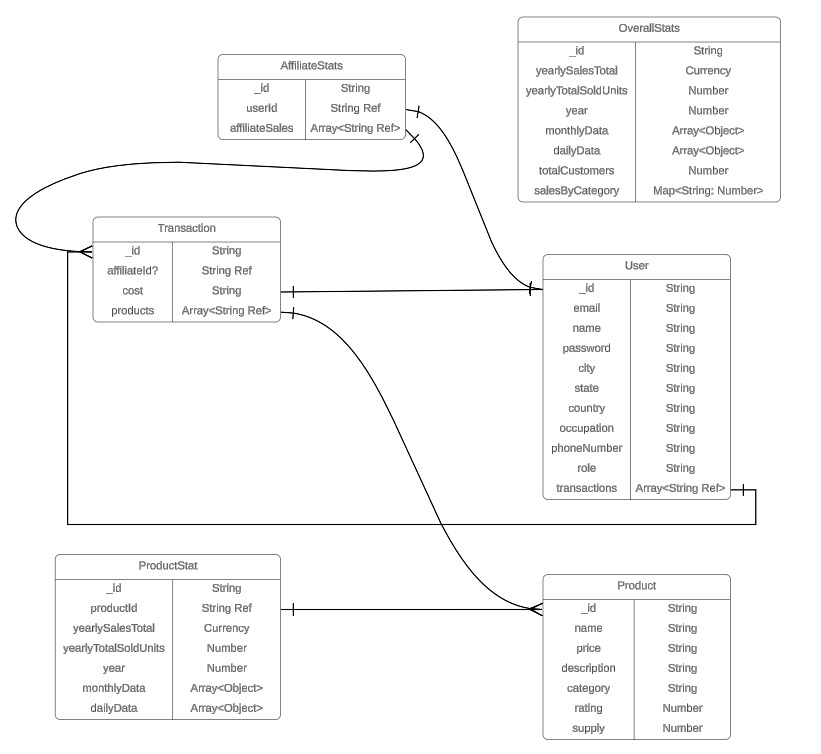 AffiliateStats
_id String
userId String Ref
affiliateSales Array<String Ref>
OverallStats
_id String
yearlySalesTotal Currency
yearlyTotalSoldUnits Number
year Number
monthlyData Array<Object>
dailyData Array<Object>
totalCustomers Number
salesByCategory Map<String: Number>
Transaction
_id String
affiliateId? String Ref
cost String
products Array<String Ref>
User
_id String
email String
name String
password String
city String
state String
country String
occupation String
phoneNumber String
role String
transactions Array<String Ref>
ProductStat
_id String
productId String Ref
yearlySalesTotal Currency
yearlyTotalSoldUnits Number
year Number
monthlyData Array<Object>
dailyData Array<Object>
Product
_id String
name String
price String
description String
category String
rating Number
supply Number